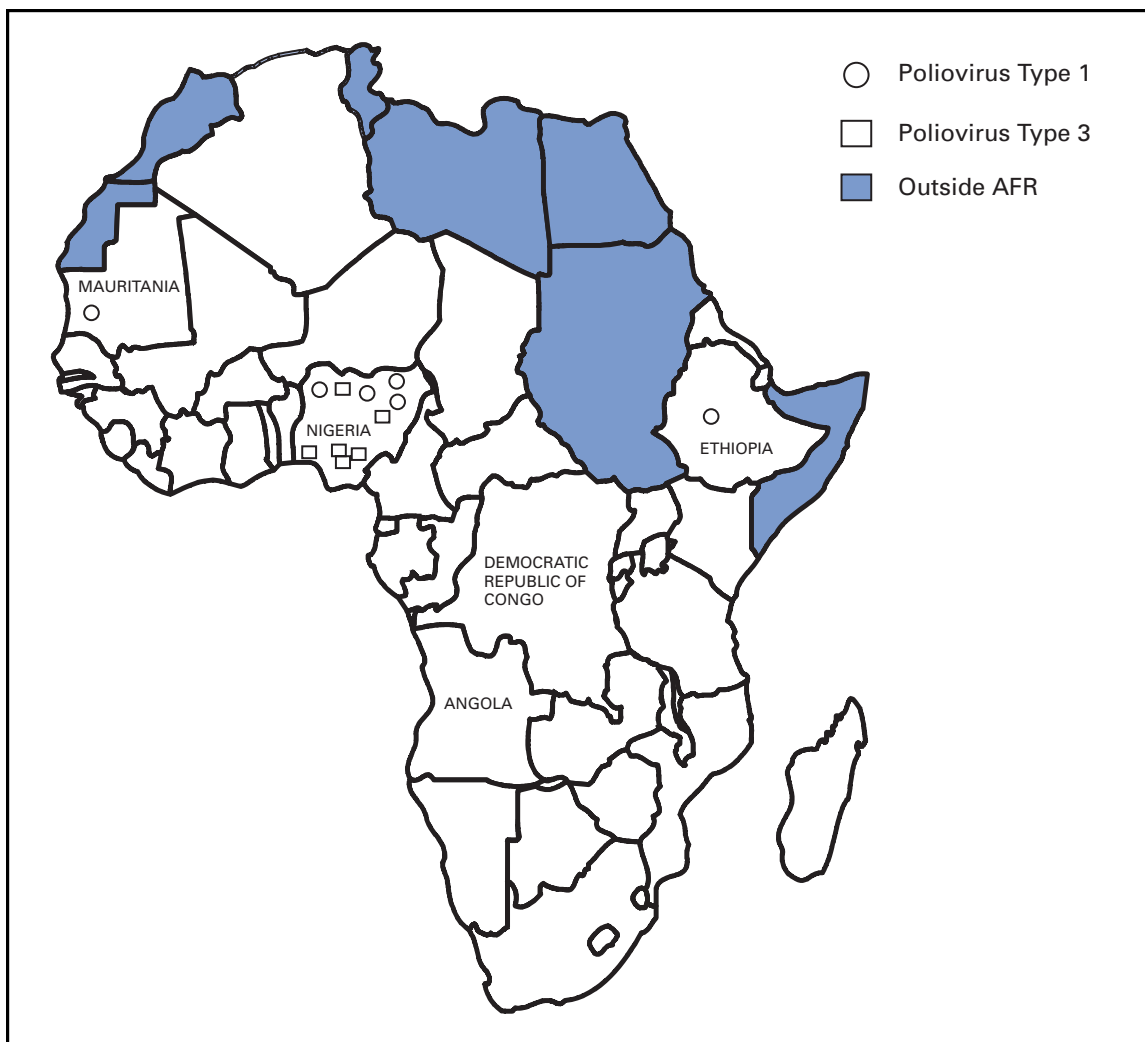 Poliovirus Type 1
Poliovirus Type 3
Outside AFR
MAURITANIA
NIGERIA
ETHIOPIA
DEMOCRATIC
REPUBLIC OF
CONGO
ANGOLA